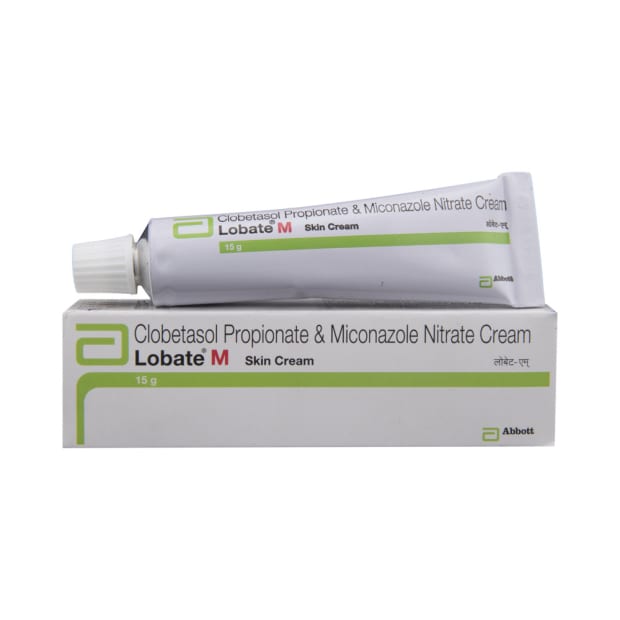 Clobetasol Propionate & Miconazole Nitrate Cream
Lobate® M Skin Cream
लोबेट-एम्
15 g
Abbott
Clobetasol Propionate & Miconazole Nitrate Cream
Lobate® M Skin Cream
लोबेट-एम्
15 g
Abbott